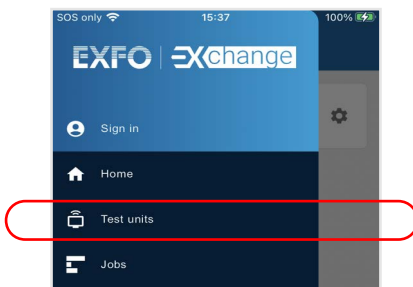 SOS only 15:37 100%
EXFO EXchange
Sign in
Home
Test units
Jobs